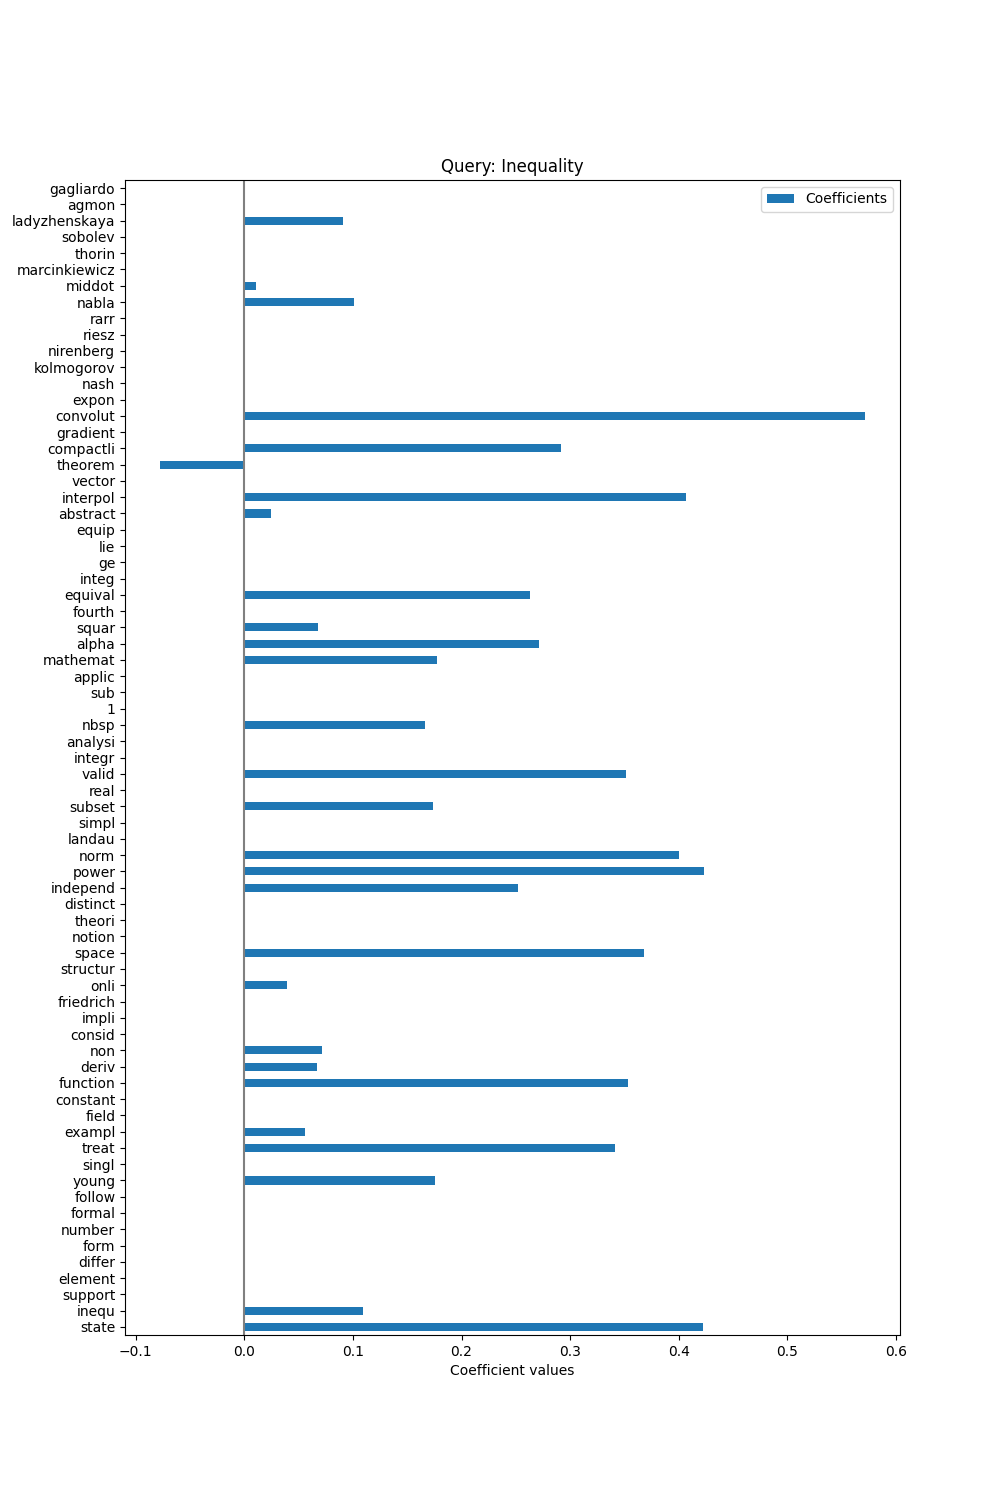 Query: Inequality
Coefficients
gagliardo
agmon
ladyzhenskaya
sobolev
thorin
marcinkiewicz
middot
nabla
rarr
riesz
nirenberg
kolmogorov
nash
expon
convolut
gradient
compactli
theorem
vector
interpol
abstract
equip
lie
ge
integ
equival
fourth
squar
alpha
mathemat
applic
sub
1
nbsp
analysi
integr
valid
real
subset
simpl
landau
norm
power
independ
distinct
theori
notion
space
structur
onli
friedrich
impli
consid
non
deriv
function
constant
field
exampl
treat
singl
young
follow
formal
number
form
differ
element
support
inequ
state
−0.1 0.0 0.1 0.2 0.3 0.4 0.5 0.6
Coefficient values